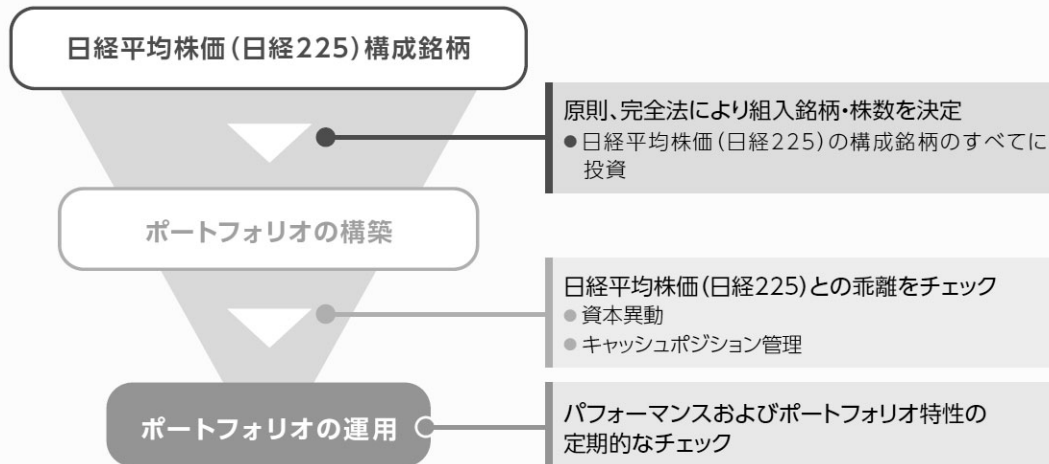 日経平均株価(日経225)構成銘柄
原則、完全法により組入銘柄・株数を決定
●日経平均株価(日経225)の構成銘柄のすべてに
投資
ポートフォリオの構築
日経平均株価(日経225)との乖離をチェック
●資本異動
●キャッシュポジション管理
ポートフォリオの運用
パフォーマンスおよびポートフォリオ特性の
定期的なチェック